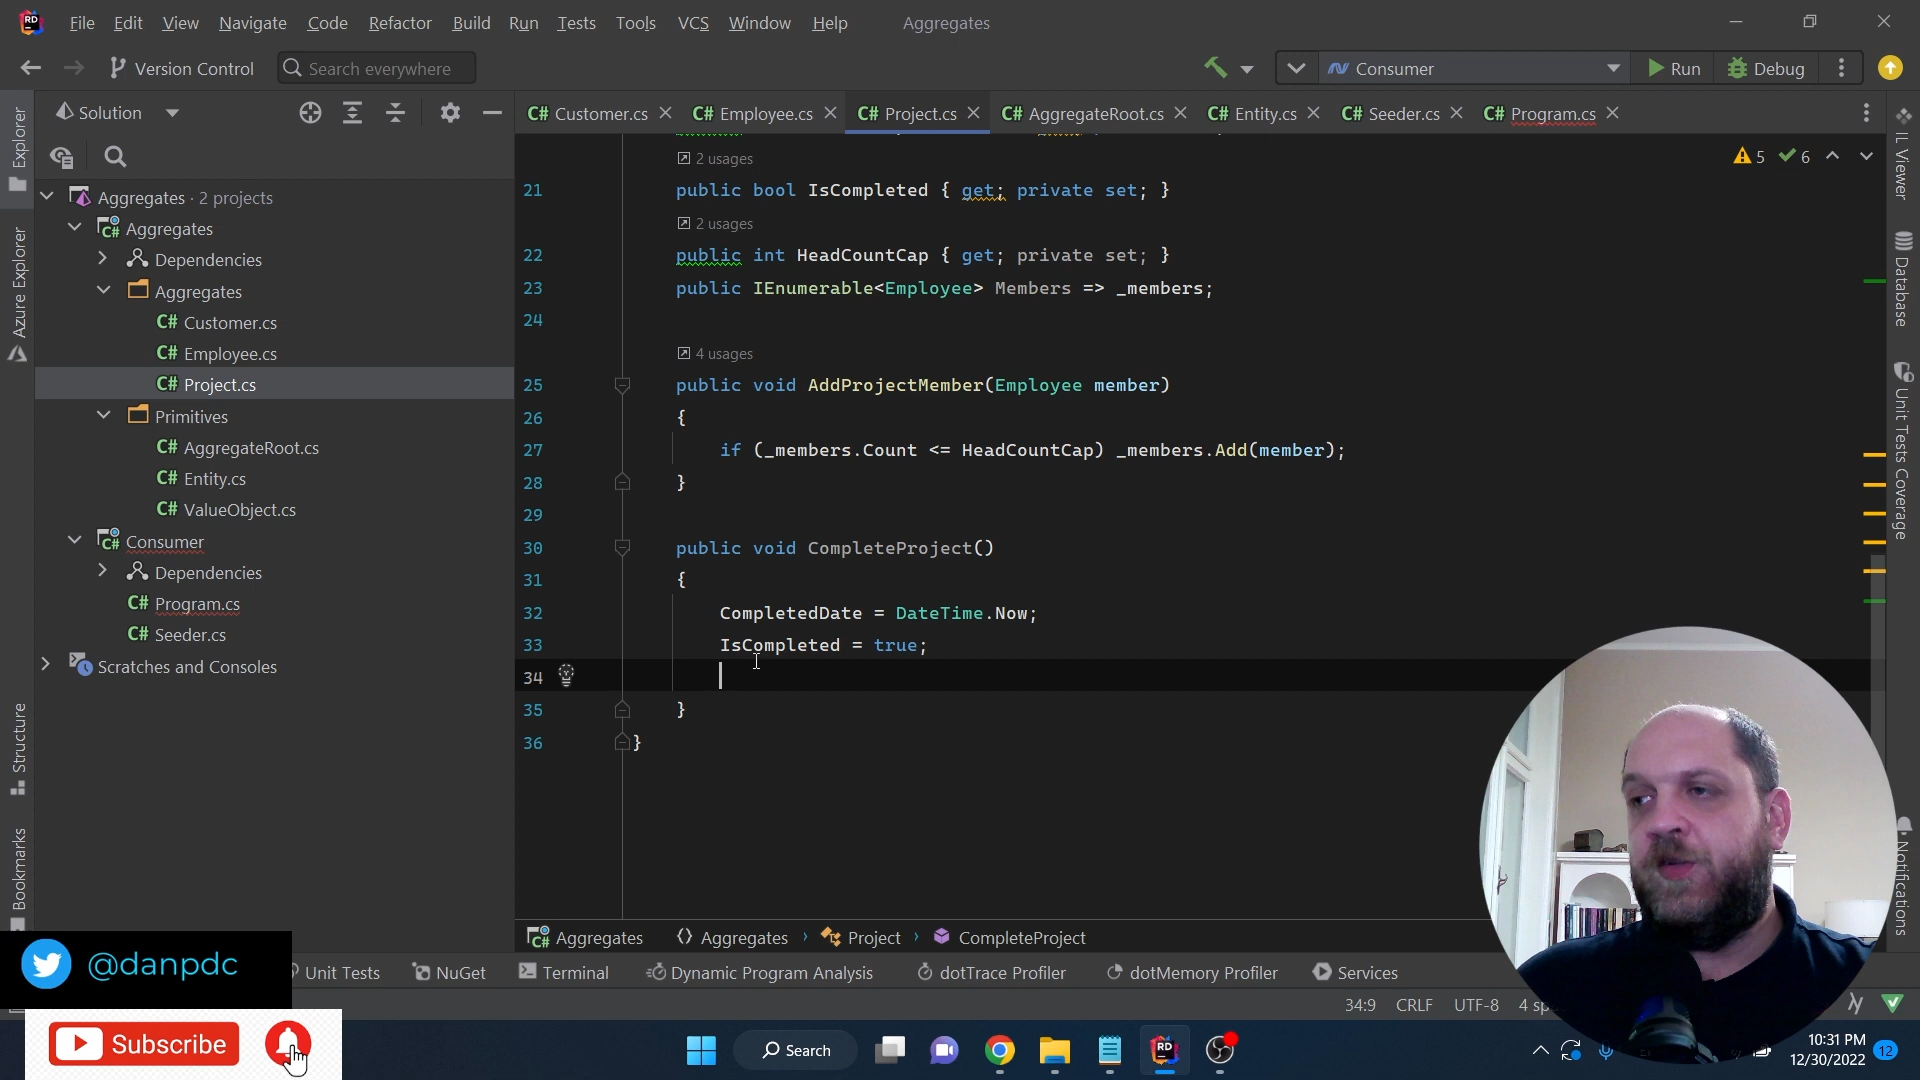 File Edit View Navigate Code Refactor Build Run Tests Tools VCS Window Help Aggregates
Version Control Search everywhere Consumer Run Debug
Solution
Customer.cs Employee.cs Project.cs AggregateRoot.cs Entity.cs Seeder.cs Program.cs
Explorer
Azure Explorer
Structure
Bookmarks
Aggregates · 2 projects
Aggregates
Dependencies
Aggregates
C# Customer.cs
C# Employee.cs
C# Project.cs
Primitives
C# AggregateRoot.cs
C# Entity.cs
C# ValueObject.cs
Consumer
Dependencies
C# Program.cs
C# Seeder.cs
Scratches and Consoles
5 6
2 usages
21 public bool IsCompleted { get; private set; }
2 usages
22 public int HeadCountCap { get; private set; }
23 public IEnumerable<Employee> Members => _members;
24
4 usages
25 public void AddProjectMember(Employee member)
26 {
27 if (_members.Count <= HeadCountCap) _members.Add(member);
28 }
29
30 public void CompleteProject()
31 {
32 CompletedDate = DateTime.Now;
33 IsCompleted = true;
34
35 }
36 }
IL Viewer
Database
Unit Tests Coverage
Notifications
Aggregates Aggregates Project CompleteProject
Unit Tests NuGet Terminal Dynamic Program Analysis dotTrace Profiler dotMemory Profiler Services
34:9 CRLF UTF-8
@danpdc
Subscribe
Search
10:31 PM
12/30/2022
12